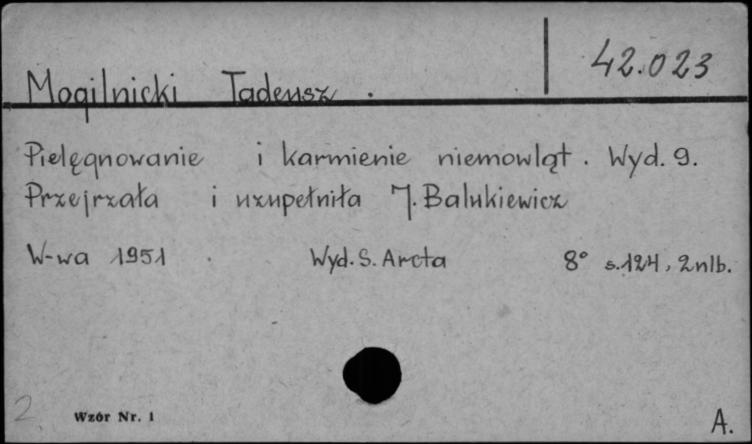 42.023
Mogilnicki Tadeusz.
Pielęgnowanie i karmienie niemowląt. Wyd. 9.
Przejrzała i uzupełniła J. Balukiewicz
W-wa 1951. Wyd. S. Arcta 8° s. 124, 2 nlb.
2 Wzór Nr. 1 A.